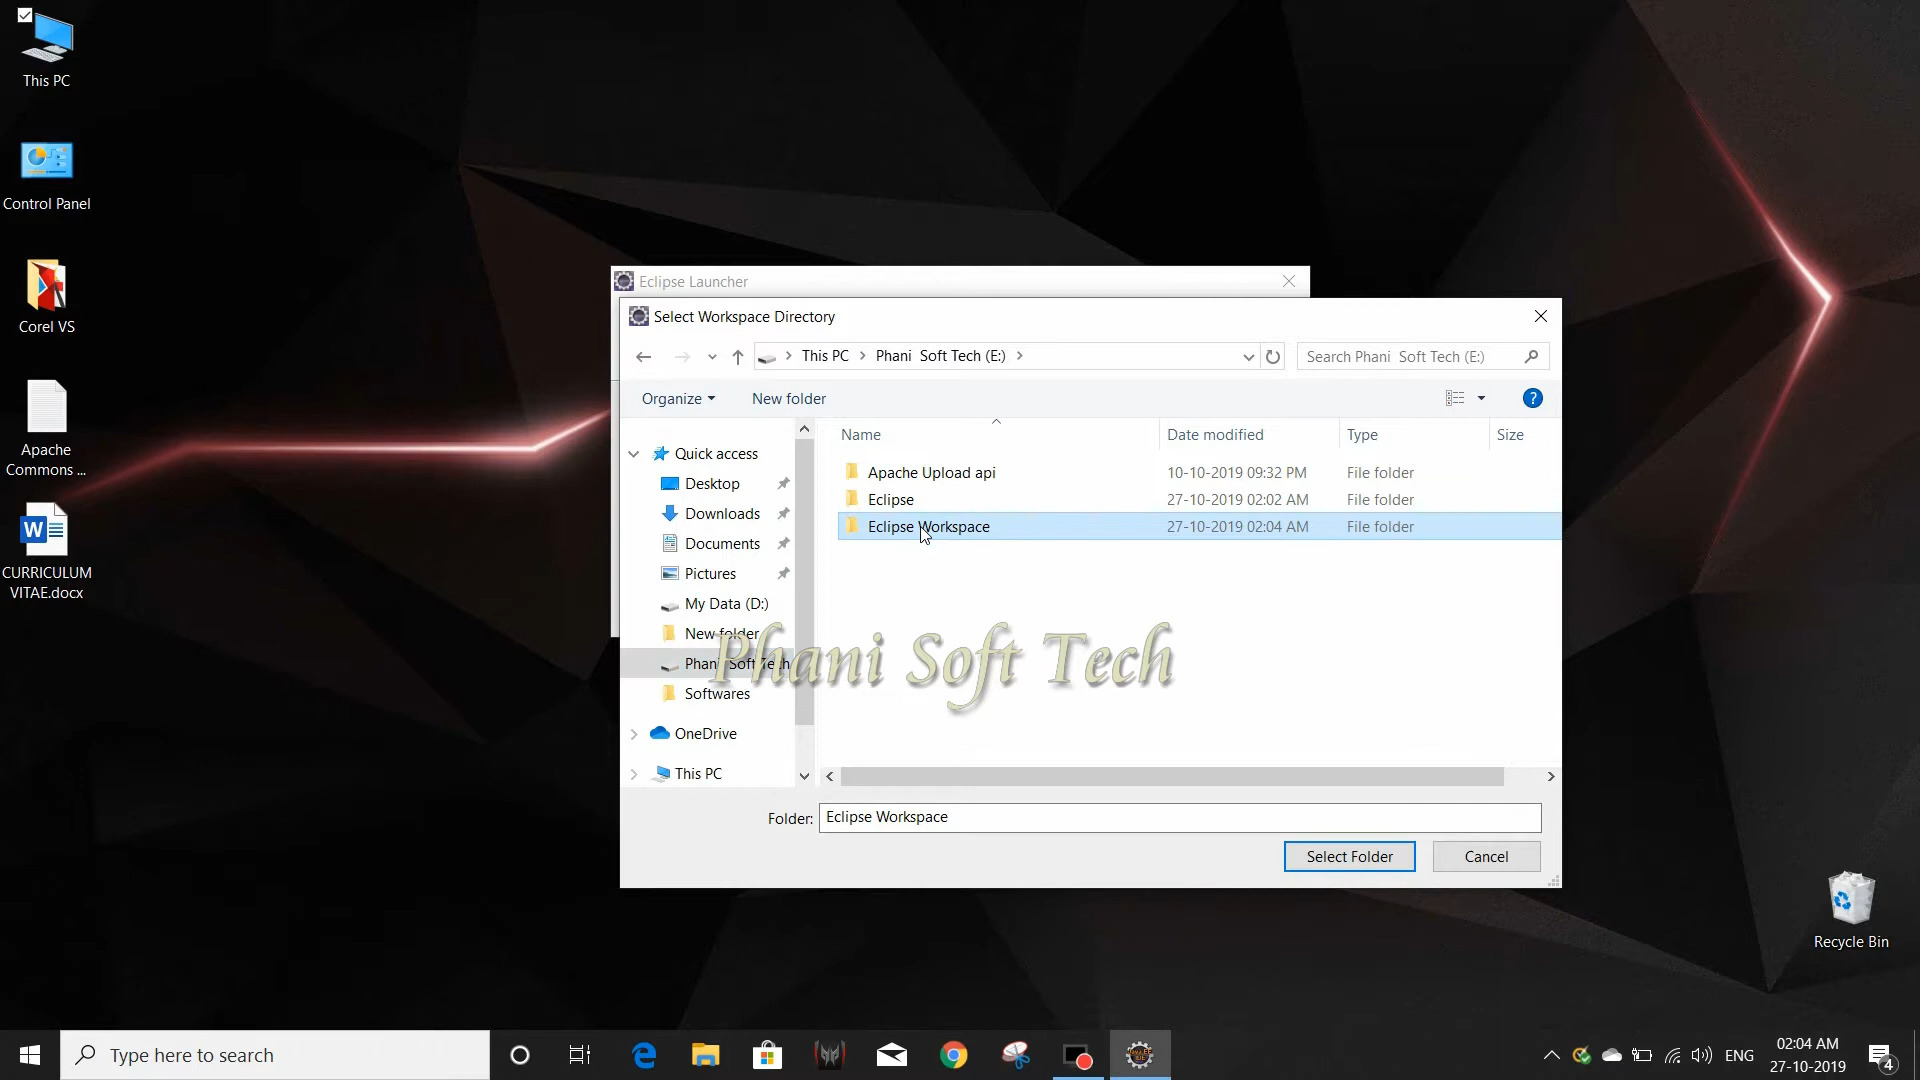 This PC
Control Panel
Corel VS
Apache
Commons ...
CURRICULUM
VITAE.docx
Eclipse Launcher
Select Workspace Directory
This PC > Phani Soft Tech (E:) >
Search Phani Soft Tech (E:)
Organize
New folder
Name
Date modified
Type
Size
Quick access
Desktop
Downloads
Documents
Pictures
My Data (D:)
New folder
Phani Soft Tech
Softwares
OneDrive
This PC
Apache Upload api 10-10-2019 09:32 PM File folder
Eclipse 27-10-2019 02:02 AM File folder
Eclipse Workspace 27-10-2019 02:04 AM File folder
Phani Soft Tech
Folder: Eclipse Workspace
Select Folder
Cancel
Recycle Bin
Type here to search
ENG
02:04 AM
27-10-2019
4